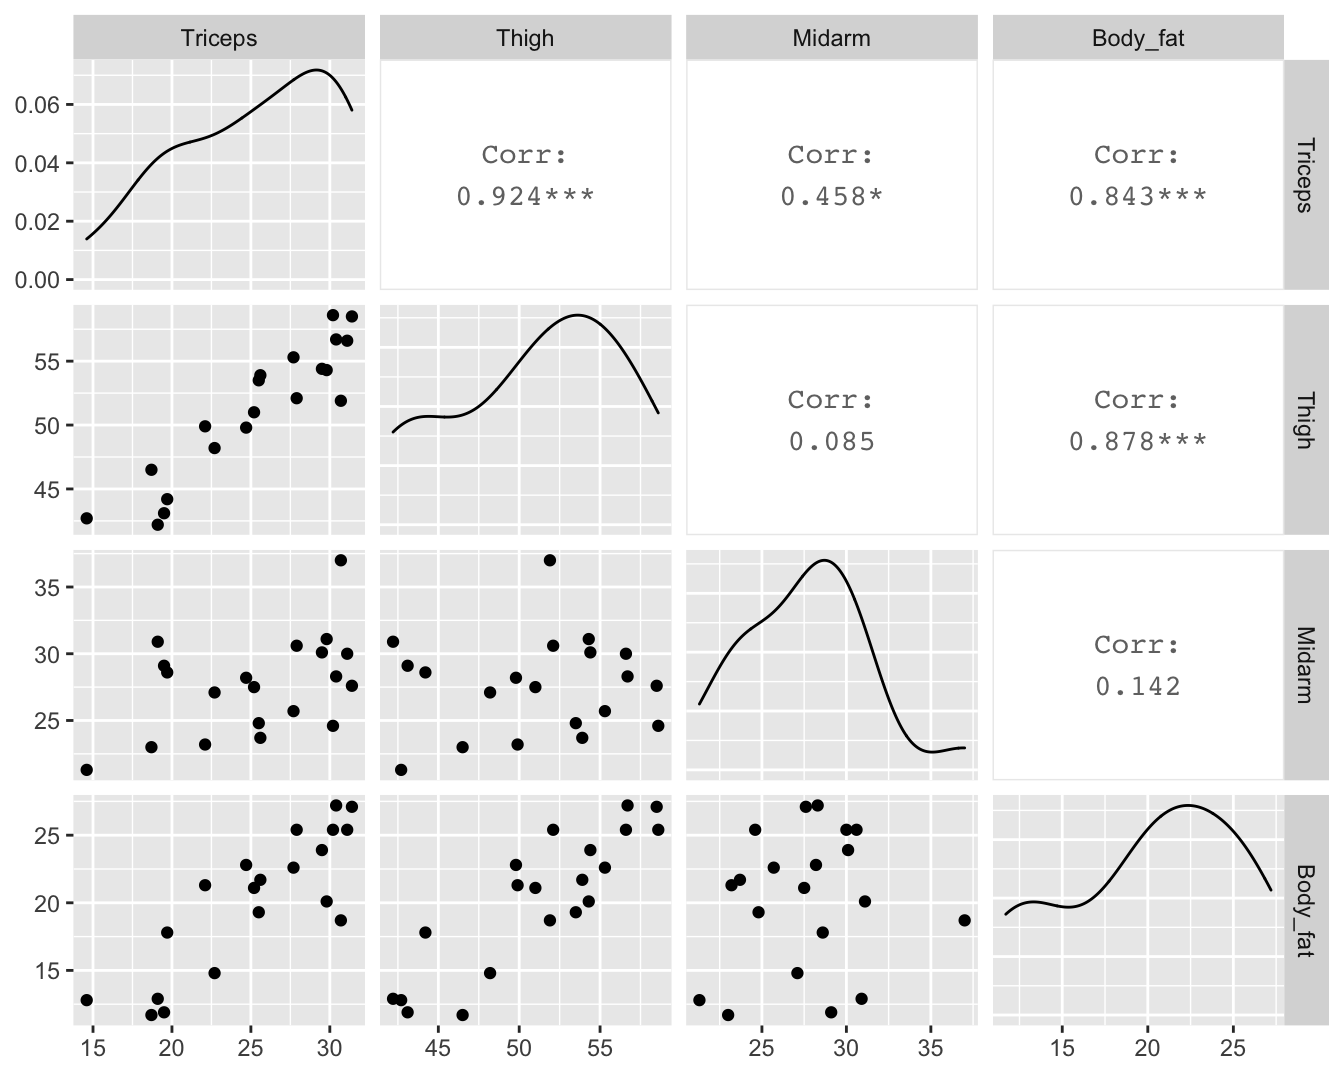 Triceps Thigh Midarm Body_fat
0.06
0.04
0.02
0.00
Corr:
0.924***
Corr:
0.458*
Corr:
0.843***
Triceps
55
50
45
Corr:
0.085
Corr:
0.878***
Thigh
35
30
25
Corr:
0.142
Midarm
25
20
15
Body_fat
15 20 25 30 45 50 55 25 30 35 15 20 25